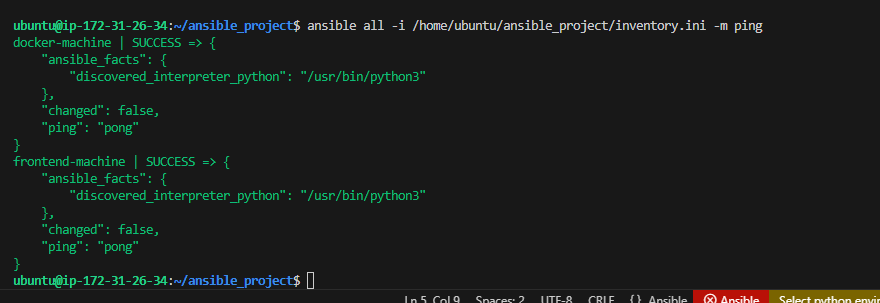 ubuntu@ip-172-31-26-34:~/ansible_project$ ansible all -i /home/ubuntu/ansible_project/inventory.ini -m ping
docker-machine | SUCCESS => {
    "ansible_facts": {
        "discovered_interpreter_python": "/usr/bin/python3"
    },
    "changed": false,
    "ping": "pong"
}
frontend-machine | SUCCESS => {
    "ansible_facts": {
        "discovered_interpreter_python": "/usr/bin/python3"
    },
    "changed": false,
    "ping": "pong"
}
ubuntu@ip-172-31-26-34:~/ansible_project$
Ln 5, Col 9 Spaces: 2 UTF-8 CRLF {} Ansible Ansible Select python